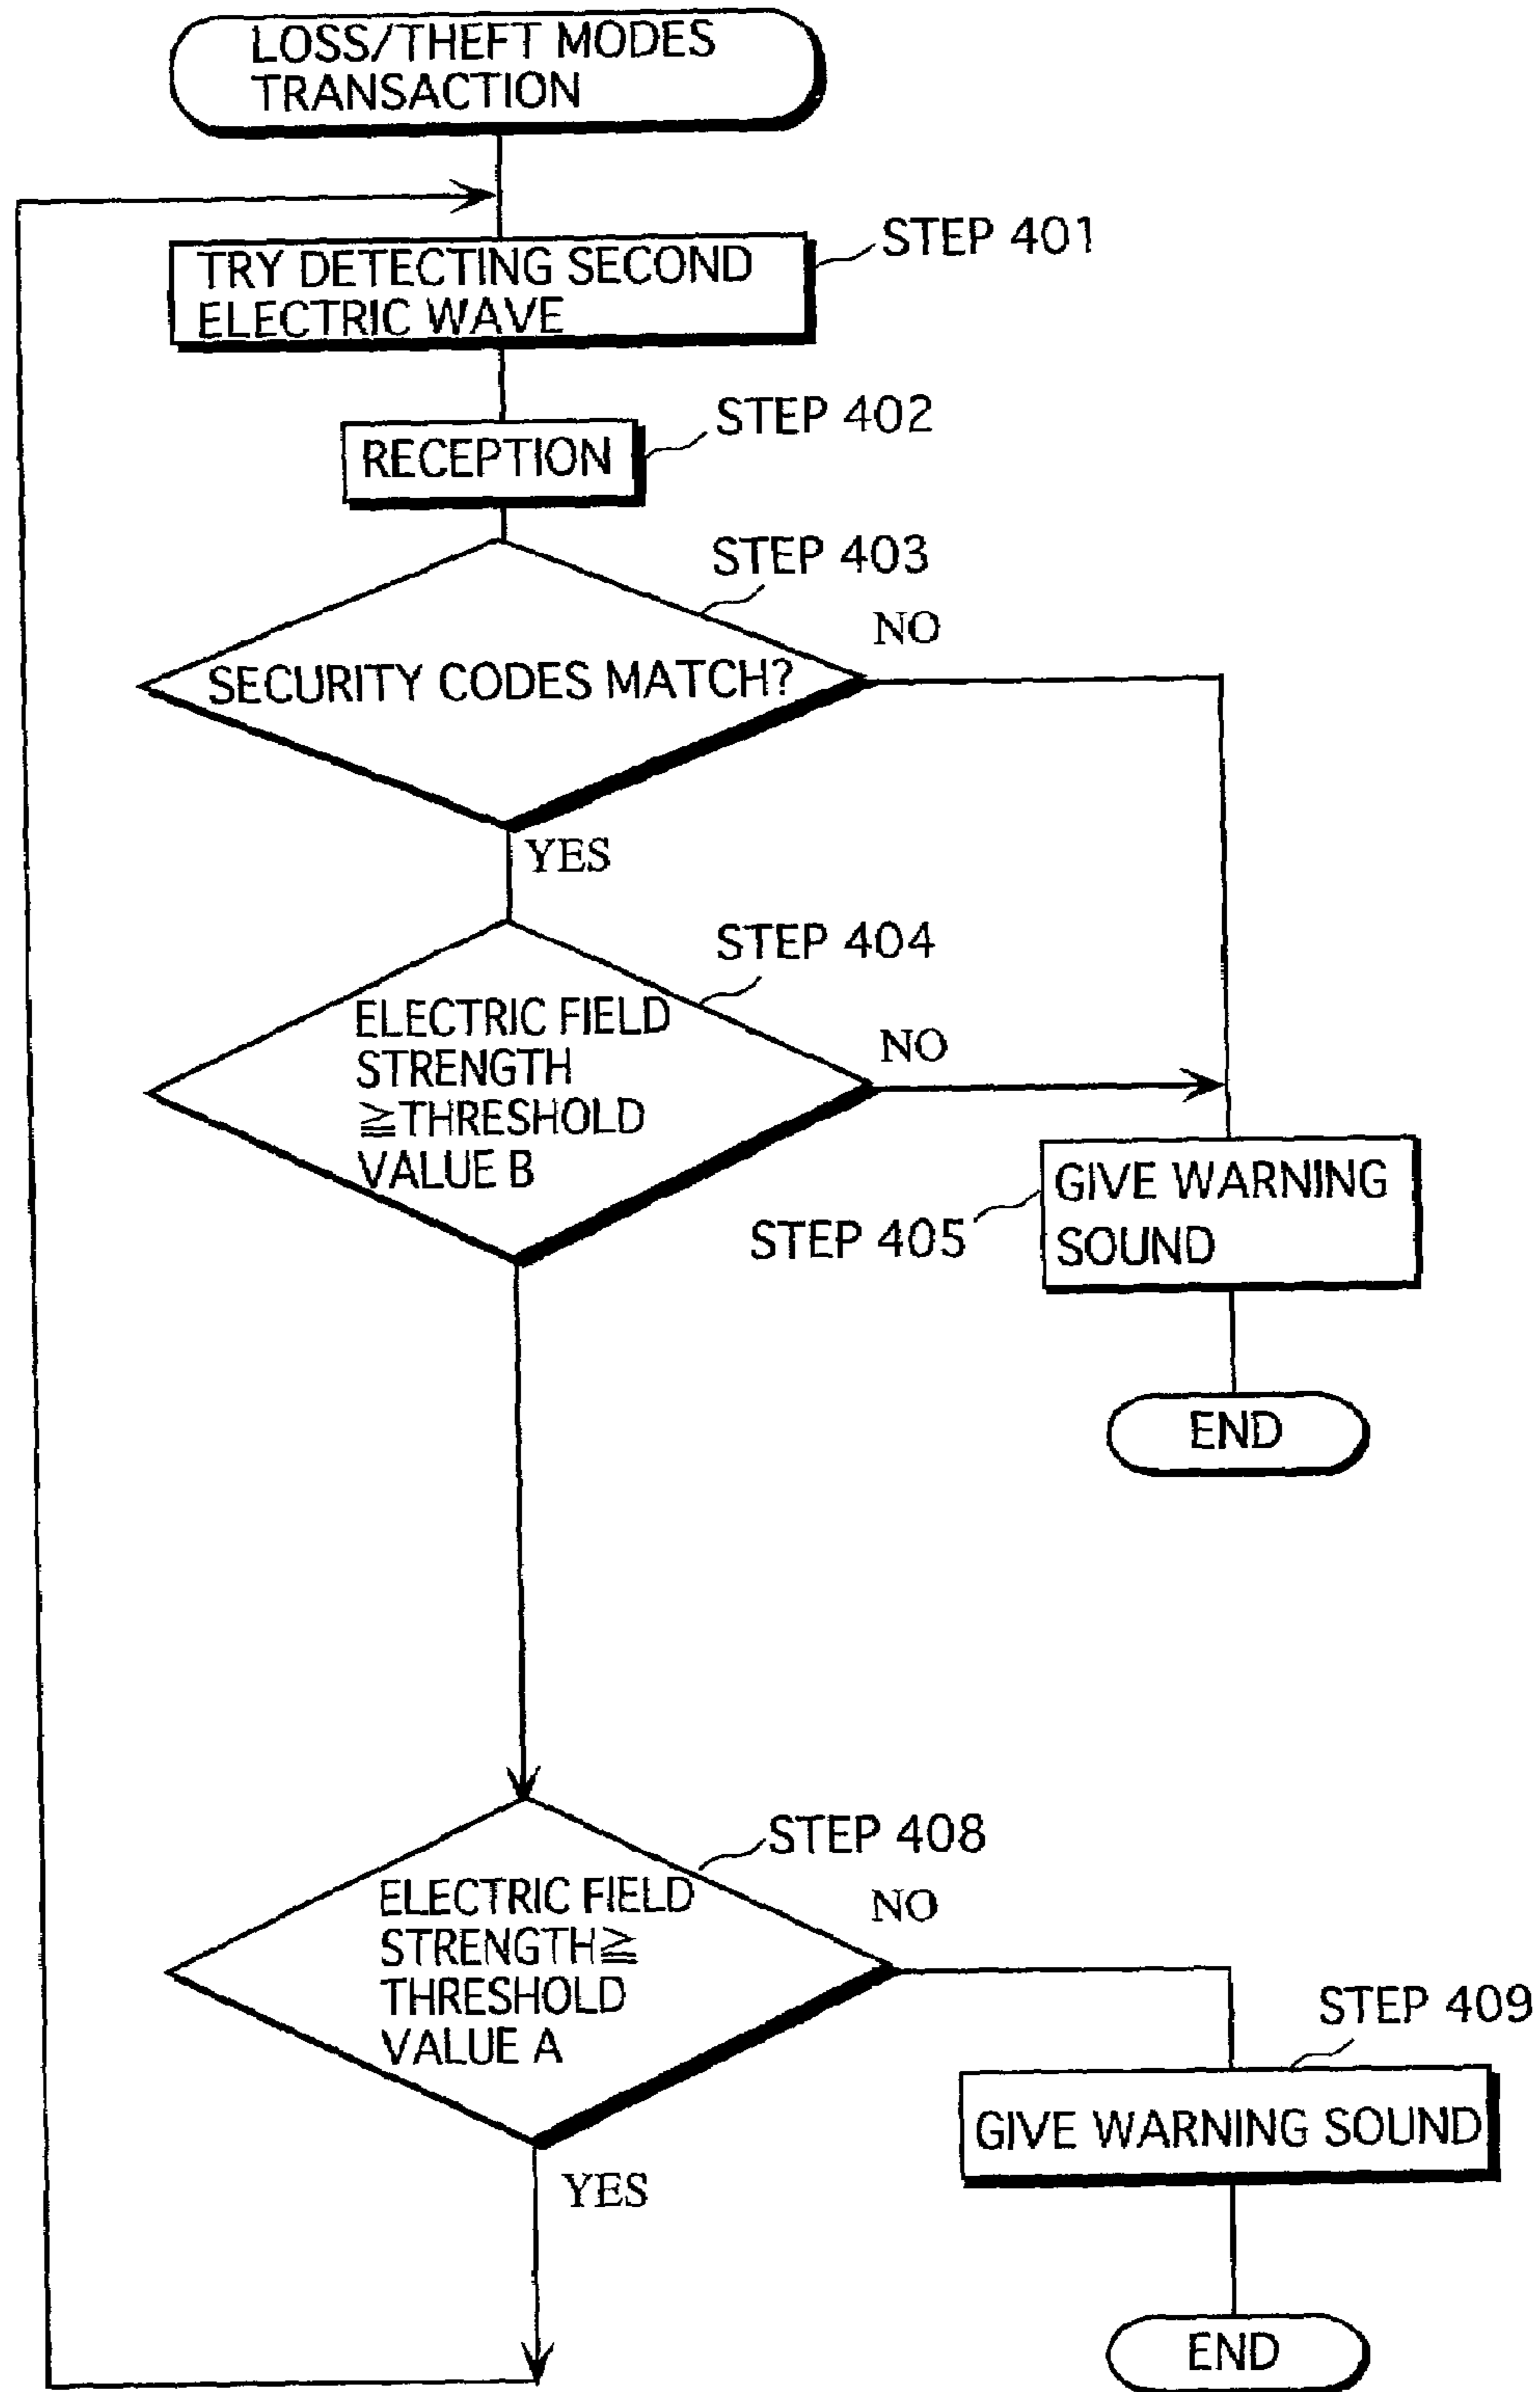 LOSS/THEFT MODES
TRANSACTION
STEP 401
TRY DETECTING SECOND
ELECTRIC WAVE
STEP 402
RECEPTION
STEP 403
NO
SECURITY CODES MATCH?
YES
STEP 404
ELECTRIC FIELD
STRENGTH
≧THRESHOLD
VALUE B
NO
GIVE WARNING
SOUND
STEP 405
END
STEP 408
ELECTRIC FIELD
STRENGTH≧
THRESHOLD
VALUE A
NO
STEP 409
GIVE WARNING SOUND
YES
END